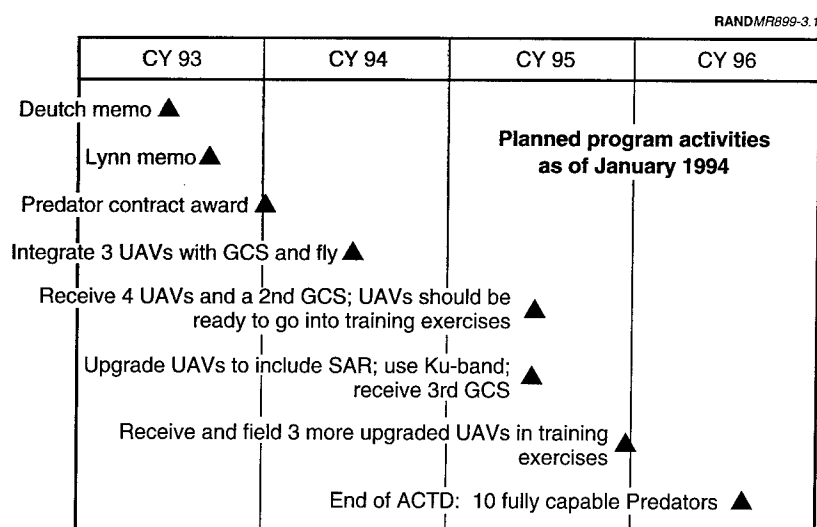 RANDMR899-3.1
CY 93 CY 94 CY 95 CY 96
Deutch memo
Planned program activities
as of January 1994
Lynn memo
Predator contract award
Integrate 3 UAVs with GCS and fly
Receive 4 UAVs and a 2nd GCS; UAVs should be
ready to go into training exercises
Upgrade UAVs to include SAR; use Ku-band;
receive 3rd GCS
Receive and field 3 more upgraded UAVs in training
exercises
End of ACTD: 10 fully capable Predators